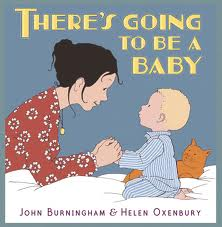 THERE'S GOING
TO BE A
BABY
JOHN BURNINGHAM & HELEN OXENBURY